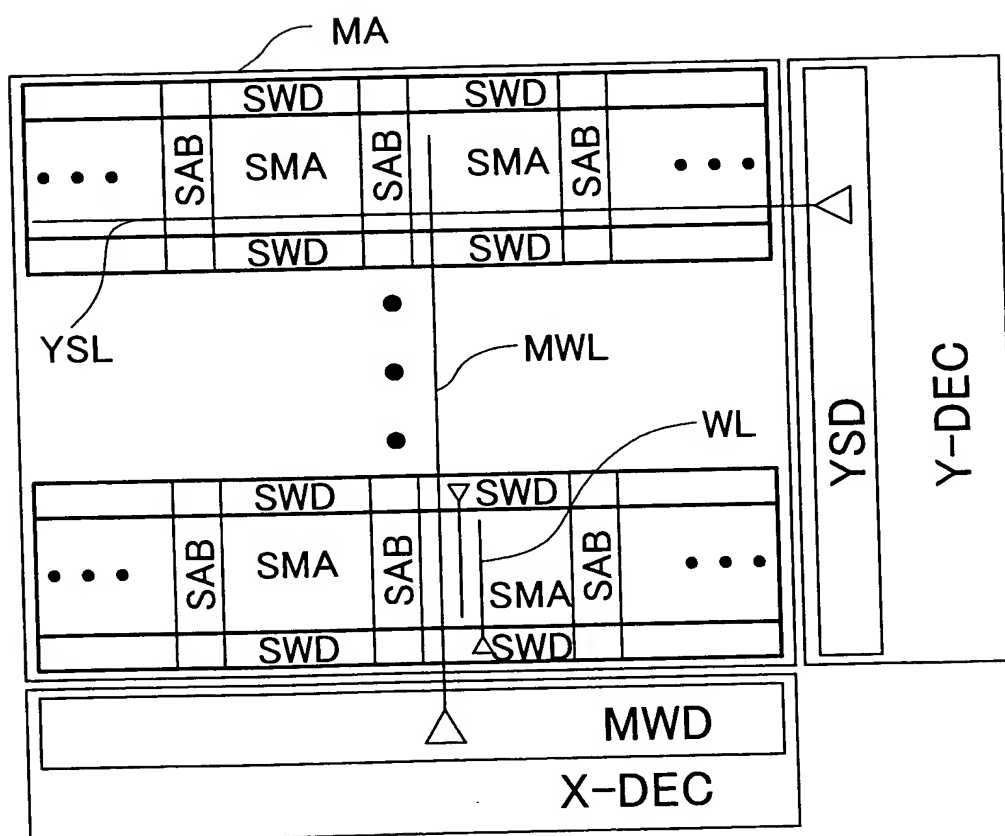 MA
SWD SWD
SAB SMA SAB SMA SAB
SWD SWD
YSL
MWL
WL
YSD
Y-DEC
SWD SWD
SAB SMA SAB SMA SAB
SWD SWD
MWD
X-DEC